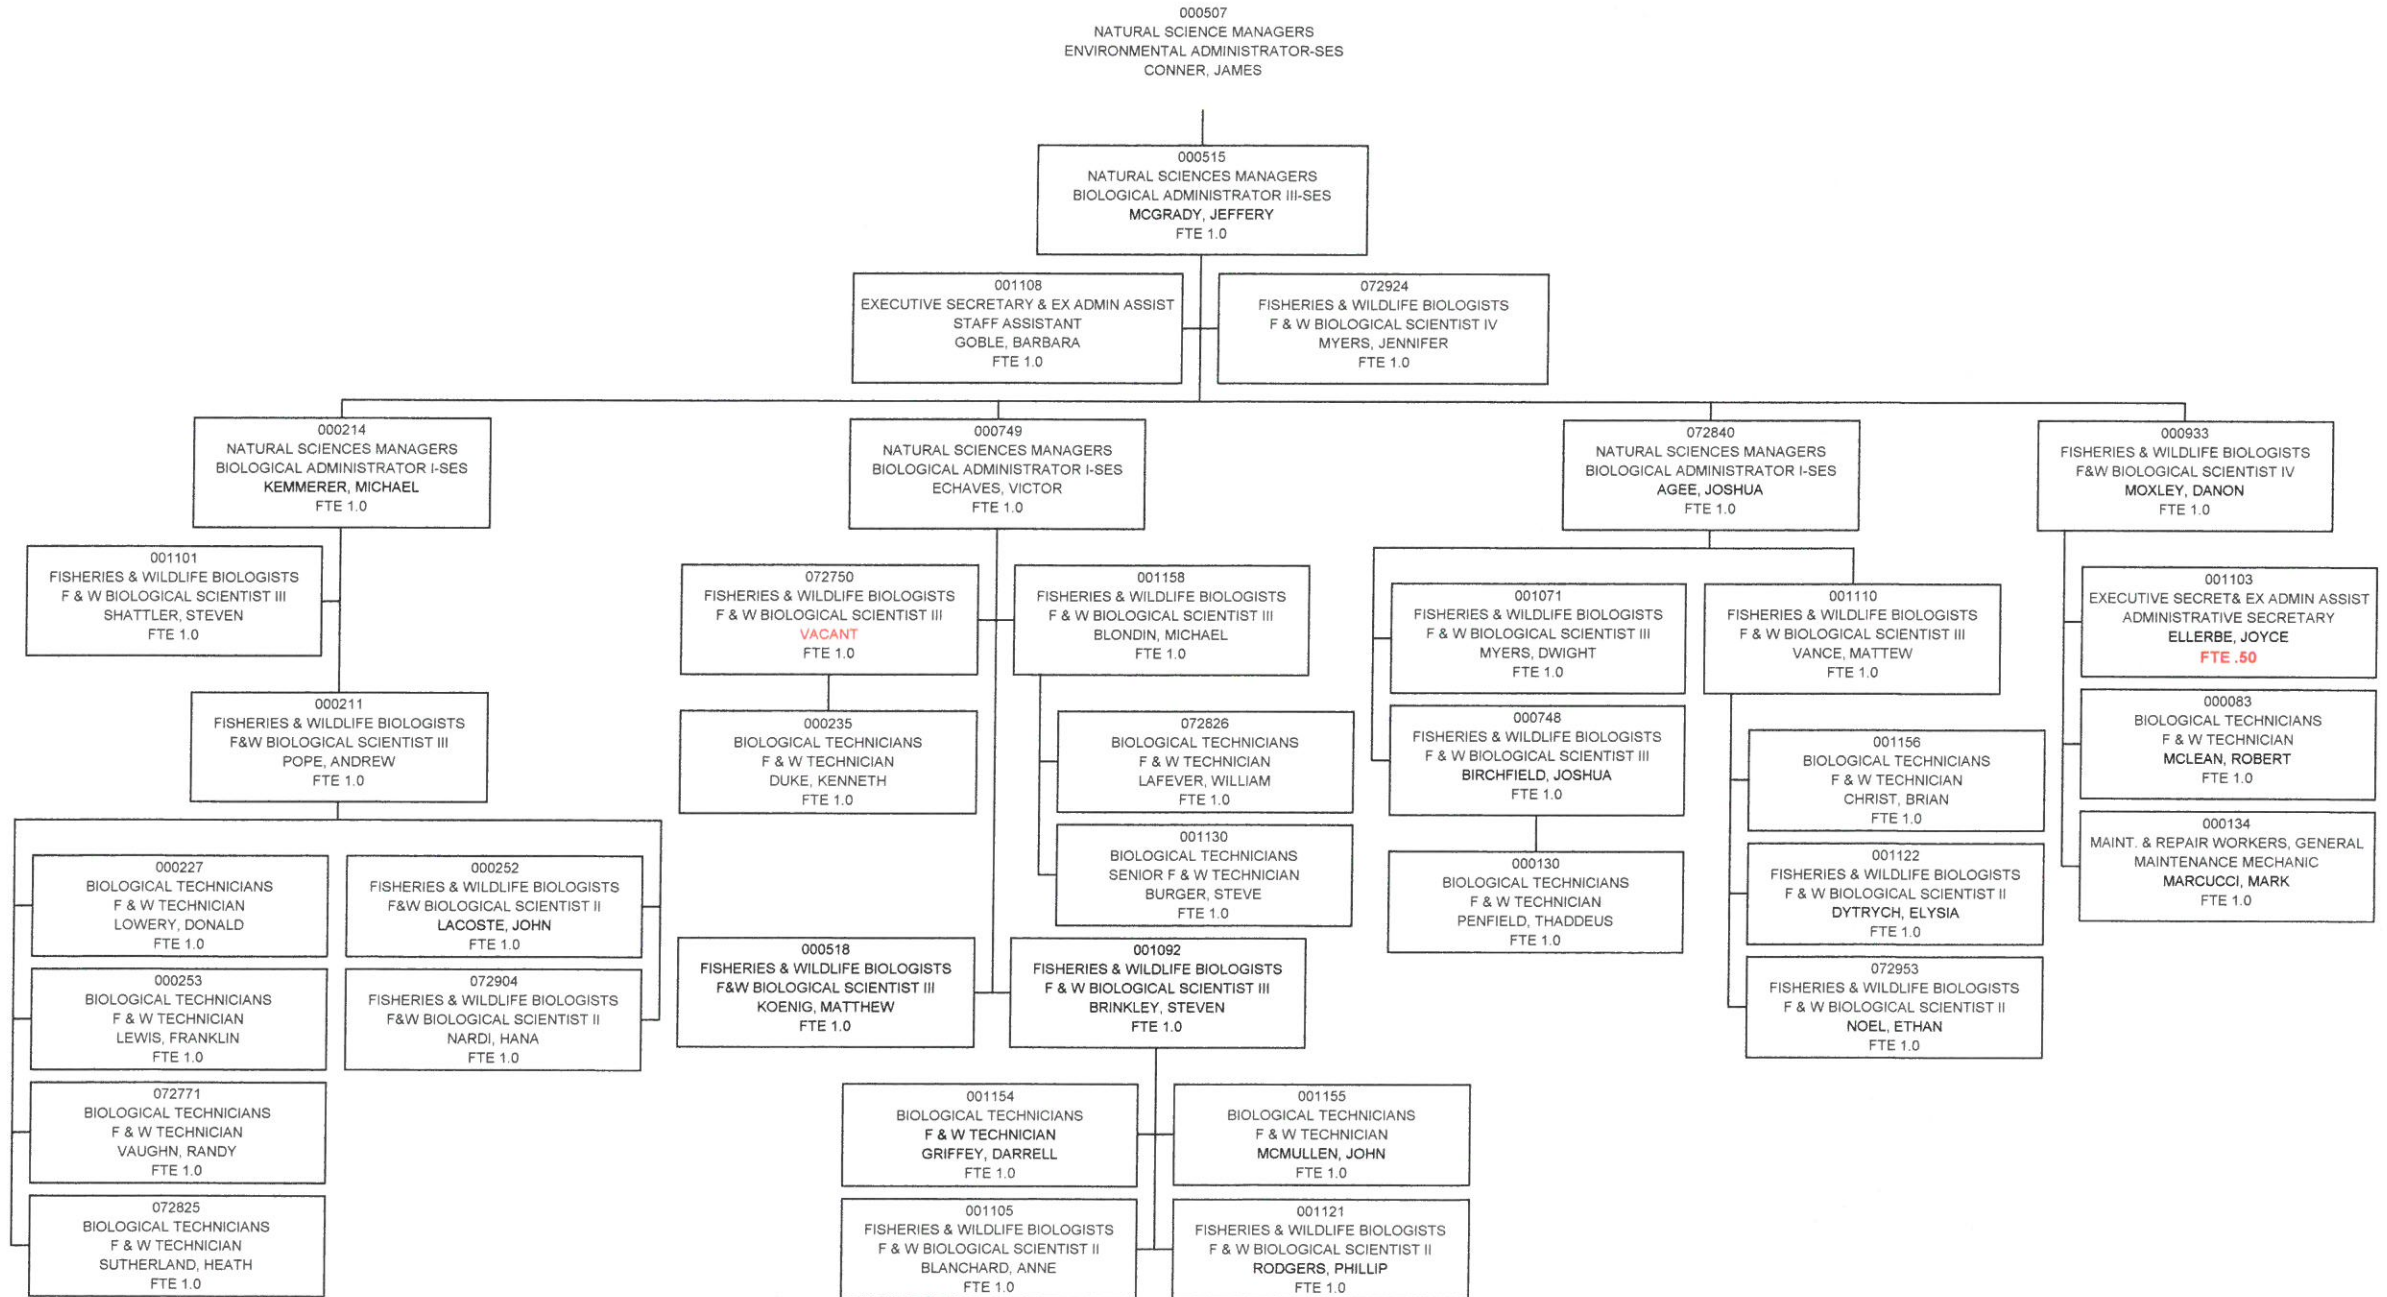 000507
NATURAL SCIENCE MANAGERS
ENVIRONMENTAL ADMINISTRATOR-SES
CONNER, JAMES
000515
NATURAL SCIENCES MANAGERS
BIOLOGICAL ADMINISTRATOR III-SES
MCGRADY, JEFFERY
FTE 1.0
001108
EXECUTIVE SECRETARY & EX ADMIN ASSIST
STAFF ASSISTANT
GOBLE, BARBARA
FTE 1.0
072924
FISHERIES & WILDLIFE BIOLOGISTS
F & W BIOLOGICAL SCIENTIST IV
MYERS, JENNIFER
FTE 1.0
000214
NATURAL SCIENCES MANAGERS
BIOLOGICAL ADMINISTRATOR I-SES
KEMMERER, MICHAEL
FTE 1.0
000749
NATURAL SCIENCES MANAGERS
BIOLOGICAL ADMINISTRATOR I-SES
ECHAVES, VICTOR
FTE 1.0
072840
NATURAL SCIENCES MANAGERS
BIOLOGICAL ADMINISTRATOR I-SES
AGEE, JOSHUA
FTE 1.0
000933
FISHERIES & WILDLIFE BIOLOGISTS
F&W BIOLOGICAL SCIENTIST IV
MOXLEY, DANON
FTE 1.0
001101
FISHERIES & WILDLIFE BIOLOGISTS
F & W BIOLOGICAL SCIENTIST III
SHATTLER, STEVEN
FTE 1.0
000211
FISHERIES & WILDLIFE BIOLOGISTS
F&W BIOLOGICAL SCIENTIST III
POPE, ANDREW
FTE 1.0
000227
BIOLOGICAL TECHNICIANS
F & W TECHNICIAN
LOWERY, DONALD
FTE 1.0
000252
FISHERIES & WILDLIFE BIOLOGISTS
F&W BIOLOGICAL SCIENTIST II
LACOSTE, JOHN
FTE 1.0
000253
BIOLOGICAL TECHNICIANS
F & W TECHNICIAN
LEWIS, FRANKLIN
FTE 1.0
072904
FISHERIES & WILDLIFE BIOLOGISTS
F&W BIOLOGICAL SCIENTIST II
NARDI, HANA
FTE 1.0
072771
BIOLOGICAL TECHNICIANS
F & W TECHNICIAN
VAUGHN, RANDY
FTE 1.0
072825
BIOLOGICAL TECHNICIANS
F & W TECHNICIAN
SUTHERLAND, HEATH
FTE 1.0
072750
FISHERIES & WILDLIFE BIOLOGISTS
F & W BIOLOGICAL SCIENTIST III
VACANT
FTE 1.0
001158
FISHERIES & WILDLIFE BIOLOGISTS
F & W BIOLOGICAL SCIENTIST III
BLONDIN, MICHAEL
FTE 1.0
000235
BIOLOGICAL TECHNICIANS
F & W TECHNICIAN
DUKE, KENNETH
FTE 1.0
072826
BIOLOGICAL TECHNICIANS
F & W TECHNICIAN
LAFEVER, WILLIAM
FTE 1.0
001130
BIOLOGICAL TECHNICIANS
SENIOR F & W TECHNICIAN
BURGER, STEVE
FTE 1.0
000518
FISHERIES & WILDLIFE BIOLOGISTS
F&W BIOLOGICAL SCIENTIST III
KOENIG, MATTHEW
FTE 1.0
001092
FISHERIES & WILDLIFE BIOLOGISTS
F & W BIOLOGICAL SCIENTIST III
BRINKLEY, STEVEN
FTE 1.0
001154
BIOLOGICAL TECHNICIANS
F & W TECHNICIAN
GRIFFEY, DARRELL
FTE 1.0
001155
BIOLOGICAL TECHNICIANS
F & W TECHNICIAN
MCMULLEN, JOHN
FTE 1.0
001105
FISHERIES & WILDLIFE BIOLOGISTS
F & W BIOLOGICAL SCIENTIST II
BLANCHARD, ANNE
FTE 1.0
001121
FISHERIES & WILDLIFE BIOLOGISTS
F & W BIOLOGICAL SCIENTIST II
RODGERS, PHILLIP
FTE 1.0
001071
FISHERIES & WILDLIFE BIOLOGISTS
F & W BIOLOGICAL SCIENTIST III
MYERS, DWIGHT
FTE 1.0
001110
FISHERIES & WILDLIFE BIOLOGISTS
F & W BIOLOGICAL SCIENTIST III
VANCE, MATTEW
FTE 1.0
000748
FISHERIES & WILDLIFE BIOLOGISTS
F & W BIOLOGICAL SCIENTIST III
BIRCHFIELD, JOSHUA
FTE 1.0
000130
BIOLOGICAL TECHNICIANS
F & W TECHNICIAN
PENFIELD, THADDEUS
FTE 1.0
001156
BIOLOGICAL TECHNICIANS
F & W TECHNICIAN
CHRIST, BRIAN
FTE 1.0
001122
FISHERIES & WILDLIFE BIOLOGISTS
F & W BIOLOGICAL SCIENTIST II
DYTRYCH, ELYSIA
FTE 1.0
072953
FISHERIES & WILDLIFE BIOLOGISTS
F & W BIOLOGICAL SCIENTIST II
NOEL, ETHAN
FTE 1.0
001103
EXECUTIVE SECRET& EX ADMIN ASSIST
ADMINISTRATIVE SECRETARY
ELLERBE, JOYCE
FTE .50
000083
BIOLOGICAL TECHNICIANS
F & W TECHNICIAN
MCLEAN, ROBERT
FTE 1.0
000134
MAINT. & REPAIR WORKERS, GENERAL
MAINTENANCE MECHANIC
MARCUCCI, MARK
FTE 1.0